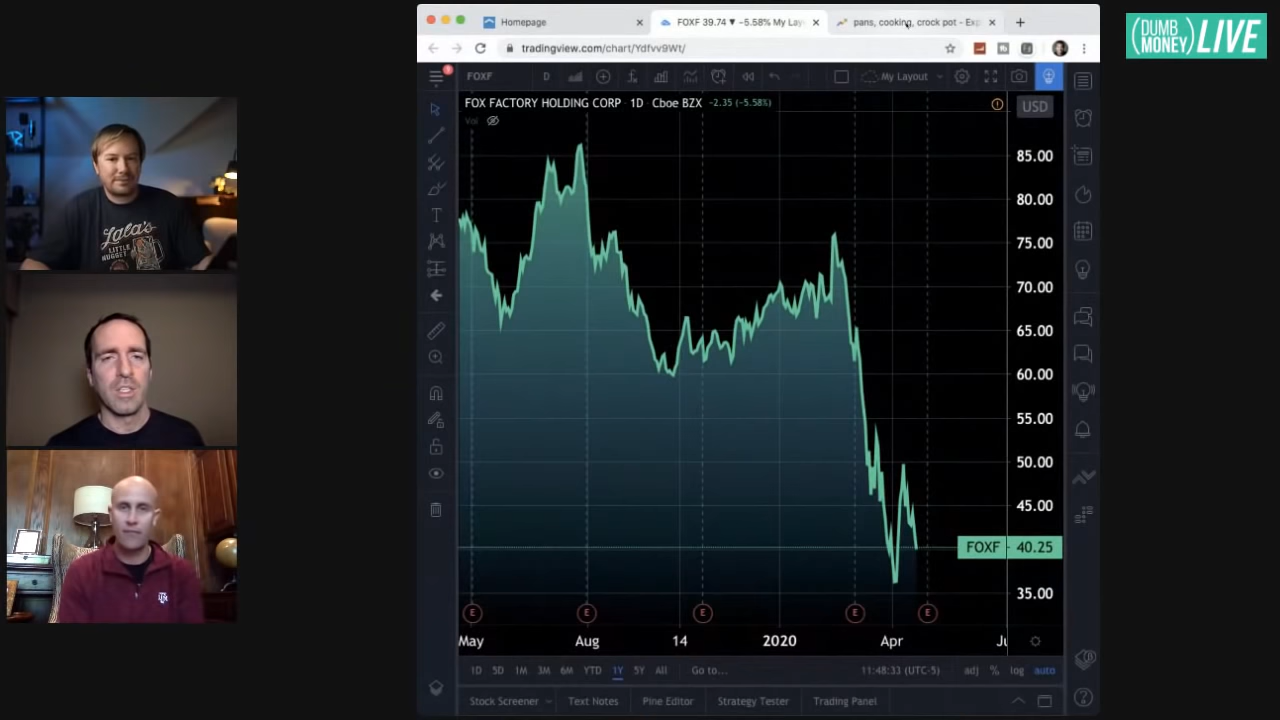 Homepage
FOXF 39.74 ▼ −5.58% My Lay
pans, cooking, crock pot - Exp
tradingview.com/chart/Ydfvv9Wt/
(DUMB MONEY) LIVE
FOXF
D
My Layout
FOX FACTORY HOLDING CORP 1D Cboe BZX −2.35 (−5.58%)
USD
Vol
85.00
80.00
75.00
70.00
65.00
60.00
55.00
50.00
45.00
FOXF 40.25
35.00
Lala's
LITTLE
NUGGET
E E E E E
May Aug 14 2020 Apr Ju
1D 5D 1M 3M 6M YTD 1Y 5Y All Go to... 11:48:33 (UTC-5) adj % log auto
Stock Screener Text Notes Pine Editor Strategy Tester Trading Panel